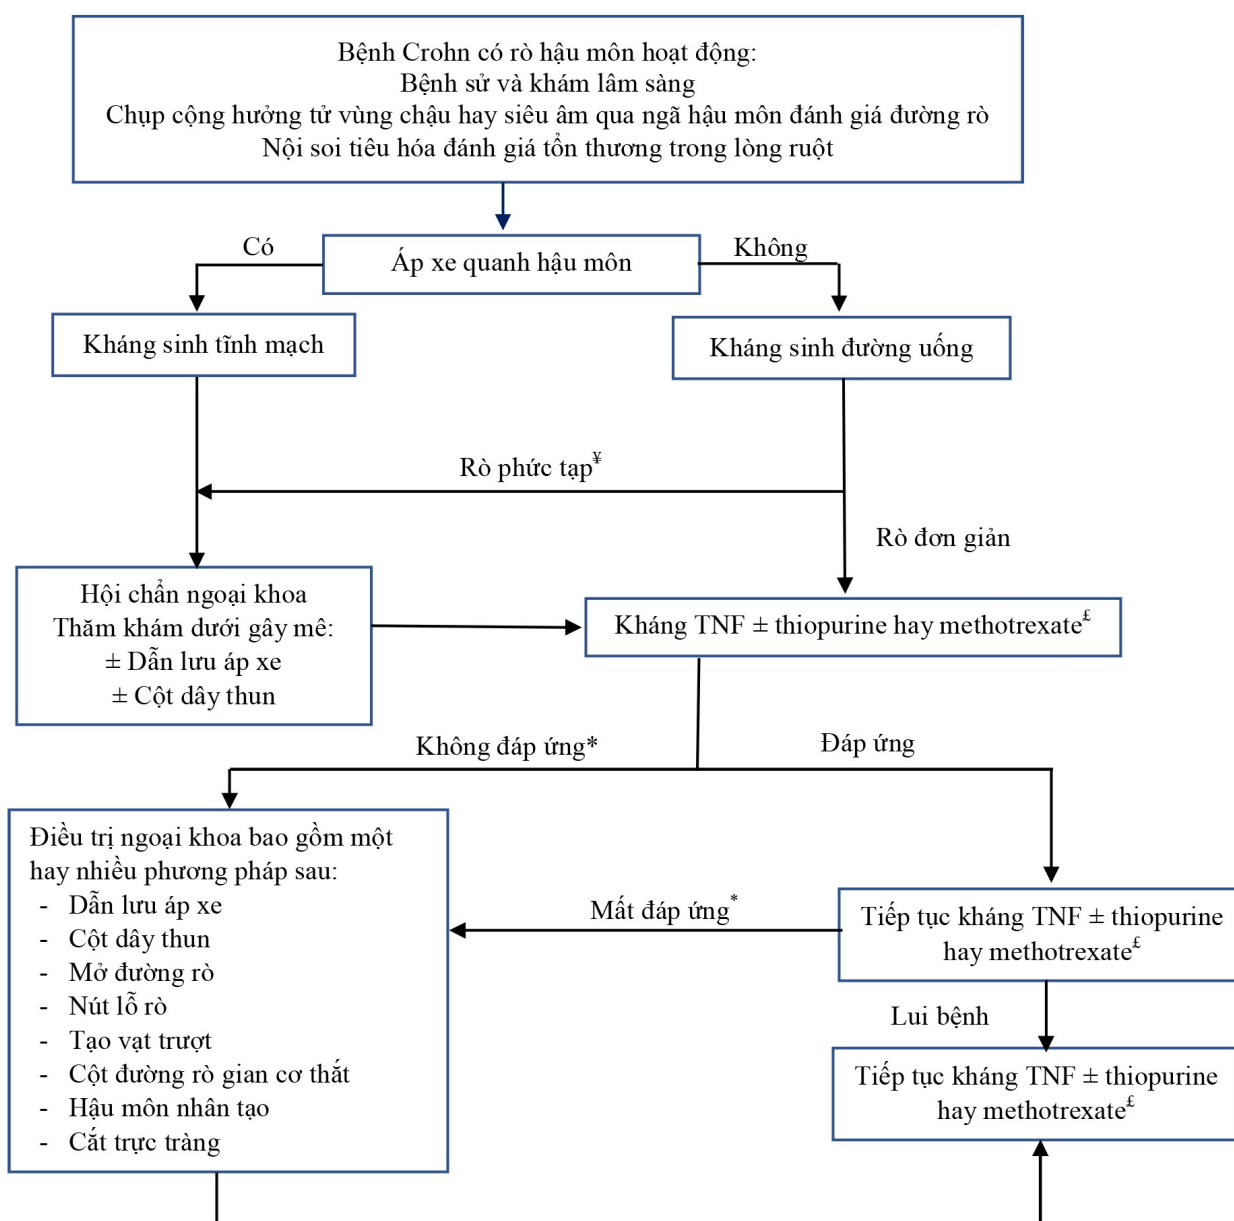 Bệnh Crohn có rò hậu môn hoạt động:
Bệnh sử và khám lâm sàng
Chụp cộng hưởng tử vùng chậu hay siêu âm qua ngã hậu môn đánh giá đường rò
Nội soi tiêu hóa đánh giá tổn thương trong lòng ruột
Có
Áp xe quanh hậu môn
Không
Kháng sinh tĩnh mạch
Kháng sinh đường uống
Rò phức tạp¥
Rò đơn giản
Hội chẩn ngoại khoa
Thăm khám dưới gây mê:
± Dẫn lưu áp xe
± Cột dây thun
Kháng TNF ± thiopurine hay methotrexate£
Không đáp ứng*
Đáp ứng
Điều trị ngoại khoa bao gồm một
hay nhiều phương pháp sau:
- Dẫn lưu áp xe
- Cột dây thun
- Mở đường rò
- Nút lỗ rò
- Tạo vạt trượt
- Cột đường rò gian cơ thắt
- Hậu môn nhân tạo
- Cắt trực tràng
Mất đáp ứng*
Tiếp tục kháng TNF ± thiopurine
hay methotrexate£
Lui bệnh
Tiếp tục kháng TNF ± thiopurine
hay methotrexate£